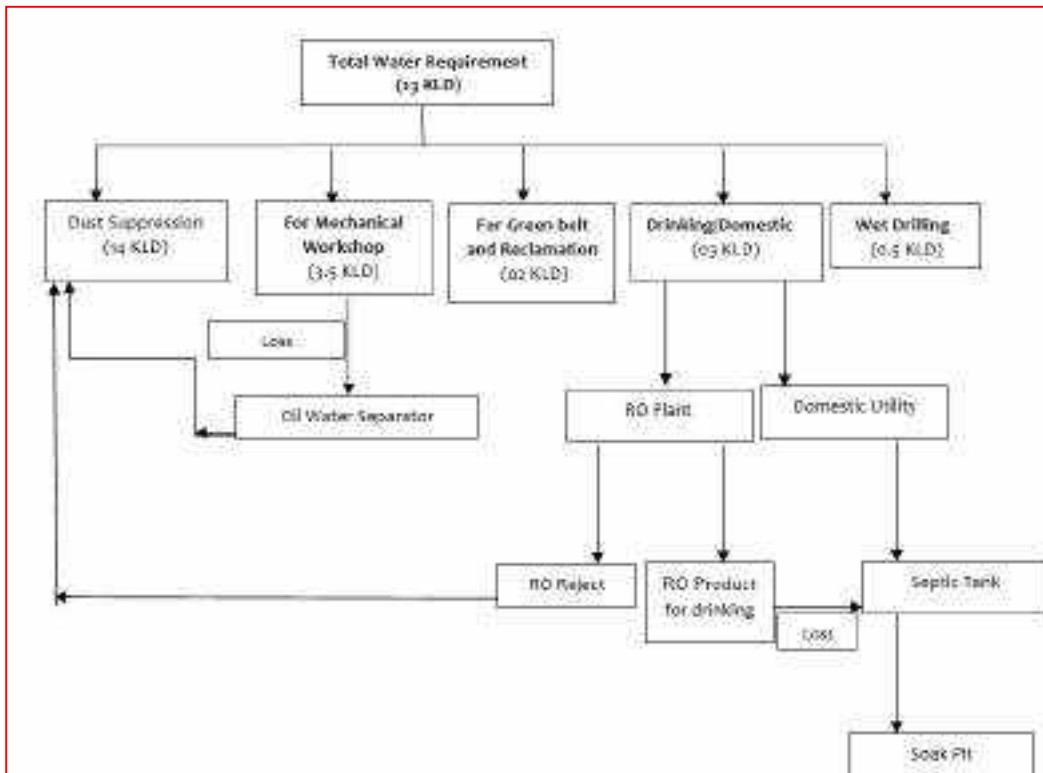 Total Water Requirement
(23 KLD)
Dust Suppression
(14 KLD)
For Mechanical
Workshop
(3.5 KLD)
For Green belt
and Reclamation
(02 KLD)
Drinking/Domestic
(03 KLD)
Wet Drilling
(0.5 KLD)
Loss
Oil Water Separator
RO Plant
Domestic Utility
RO Reject
RO Product
for drinking
Septic Tank
Loss
Soak Pit